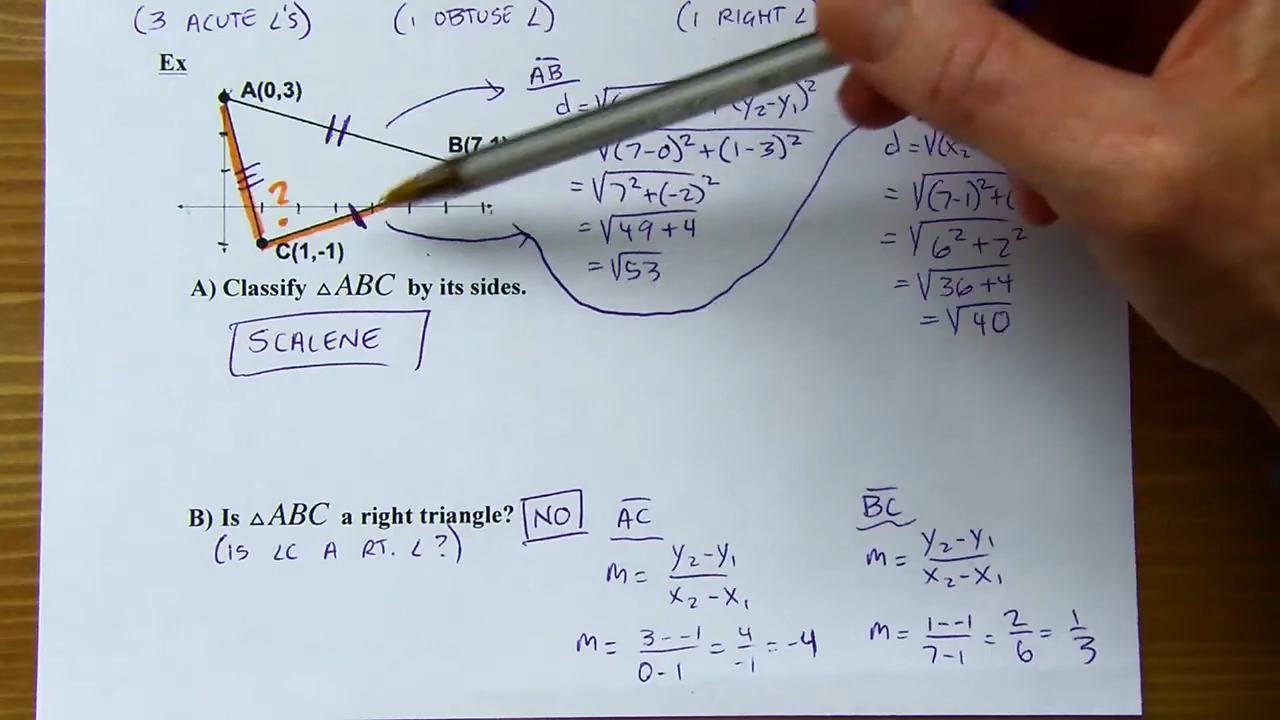 (3 ACUTE ∠'S) (1 OBTUSE ∠) (1 RIGHT ∠
Ex
A(0,3)
B(7,1)
C(1,-1)
?
A) Classify △ABC by its sides.
SCALENE
AB
d = √ (y₂-y₁)²
√(7-0)²+(1-3)²
= √7²+(-2)²
= √49+4
= √53
d = √(x₂
= √(7-1)²+(
= √6²+2²
= √36+4
= √40
B) Is △ABC a right triangle? NO
(IS ∠C A RT. ∠?)
AC
m = y₂-y₁ / x₂-x₁
m = 3--1 / 0-1 = 4 / -1 = -4
BC
m = y₂-y₁ / x₂-x₁
m = 1--1 / 7-1 = 2 / 6 = 1 / 3